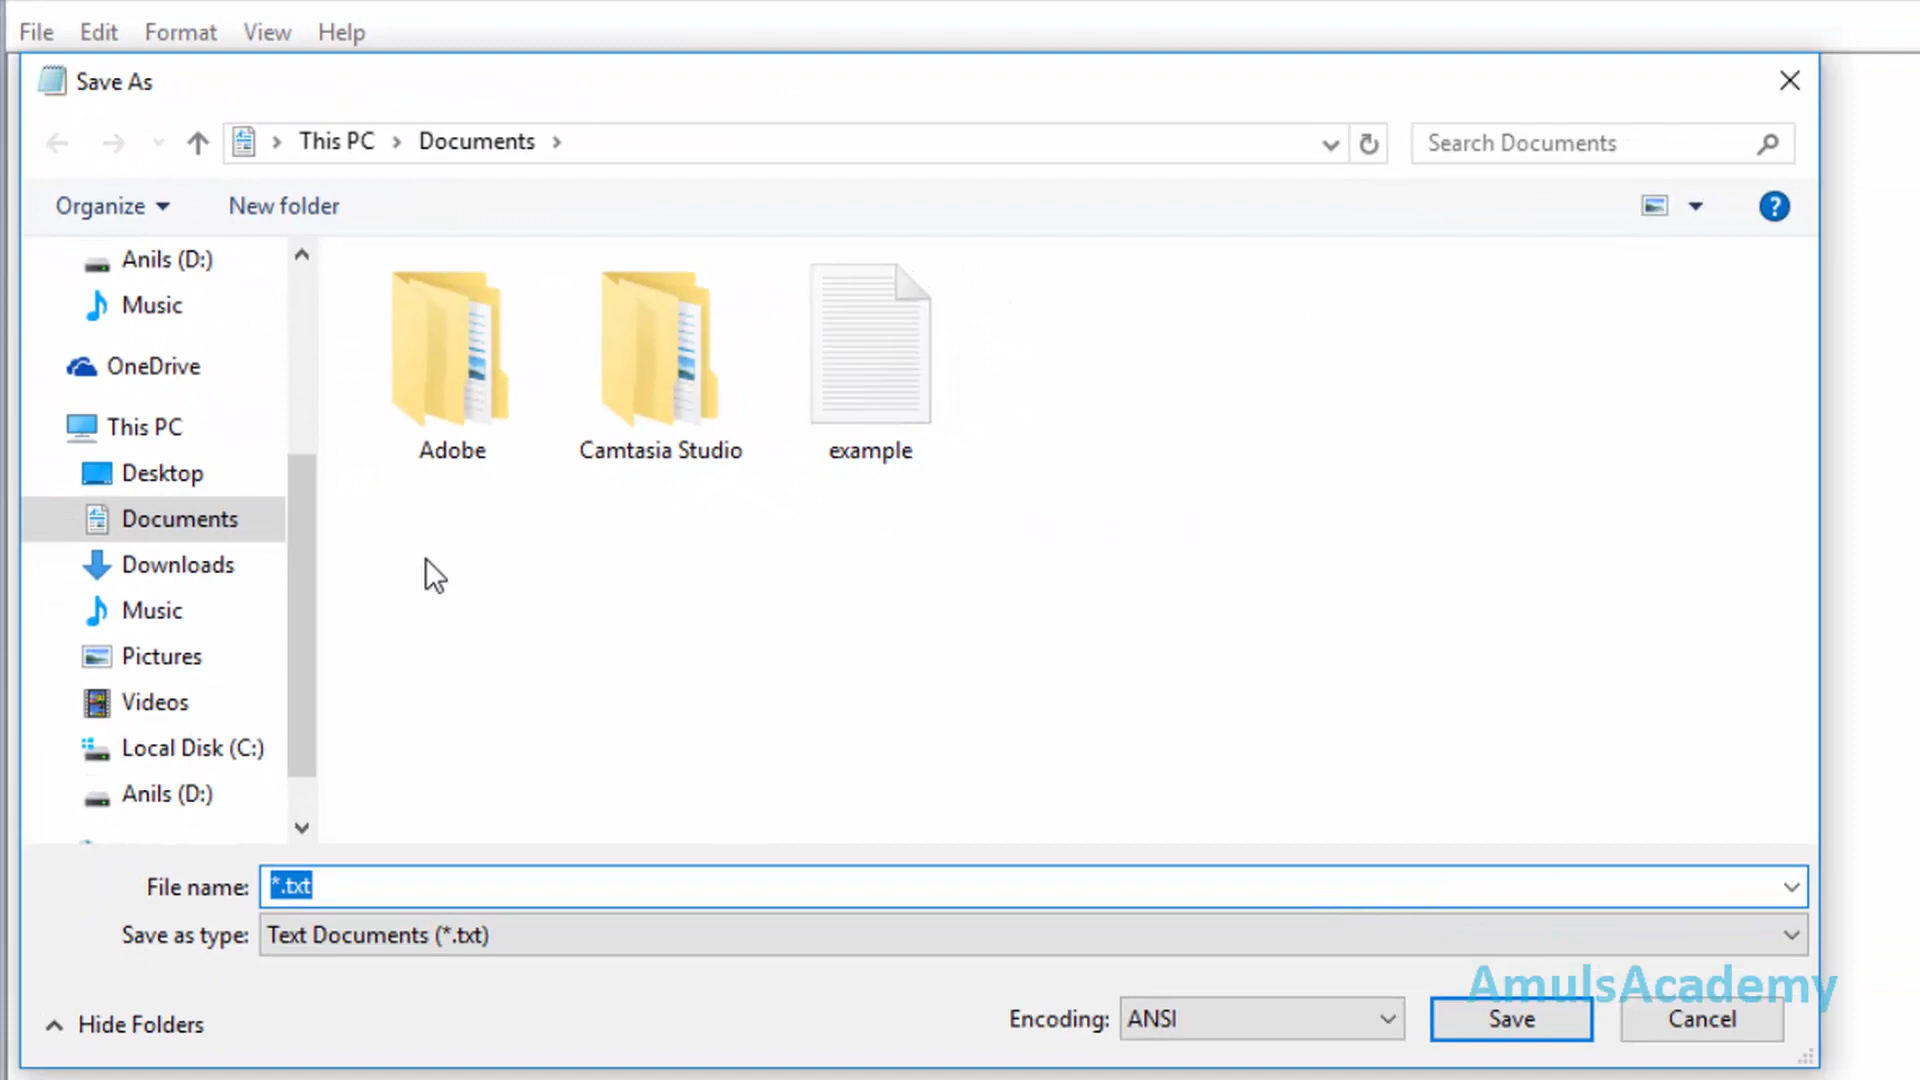 File Edit Format View Help
Save As
This PC Documents
Search Documents
Organize New folder
?
Anils (D:)
Music
OneDrive
This PC
Desktop
Documents
Downloads
Music
Pictures
Videos
Local Disk (C:)
Anils (D:)
Adobe
Camtasia Studio
example
File name: *.txt
Save as type: Text Documents (*.txt)
AmulsAcademy
Hide Folders
Encoding: ANSI
Save
Cancel